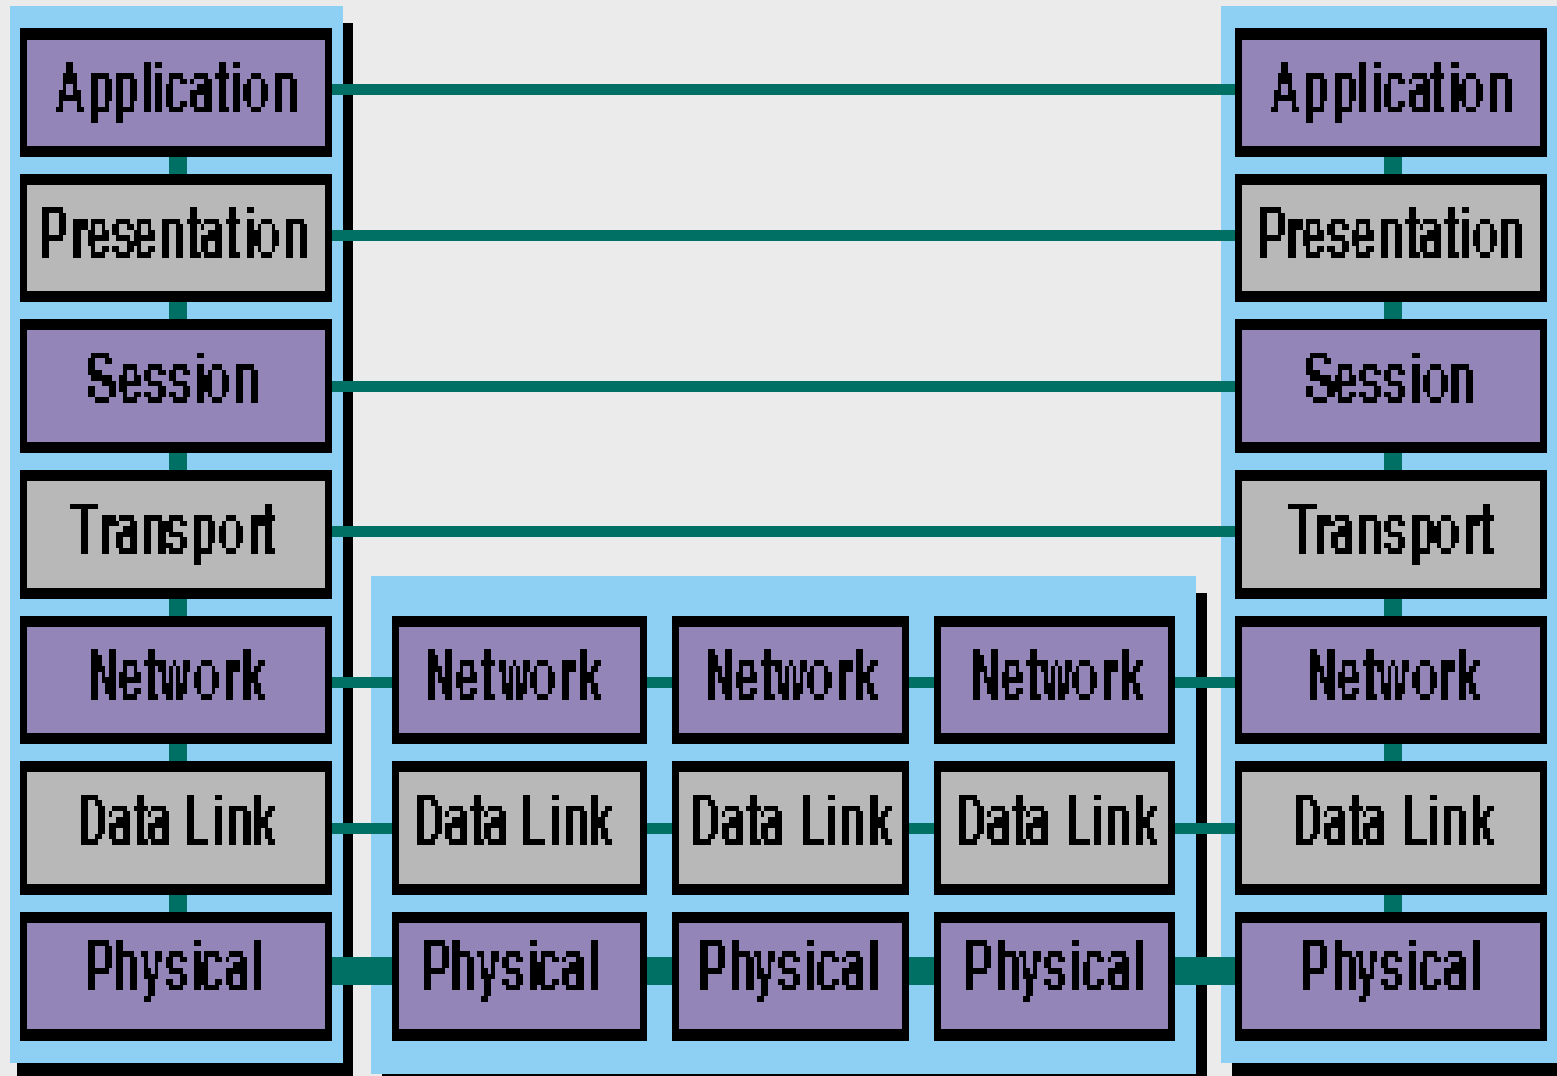 Application Application
Presentation Presentation
Session Session
Transport Transport
Network Network Network Network Network
Data Link Data Link Data Link Data Link Data Link
Physical Physical Physical Physical Physical